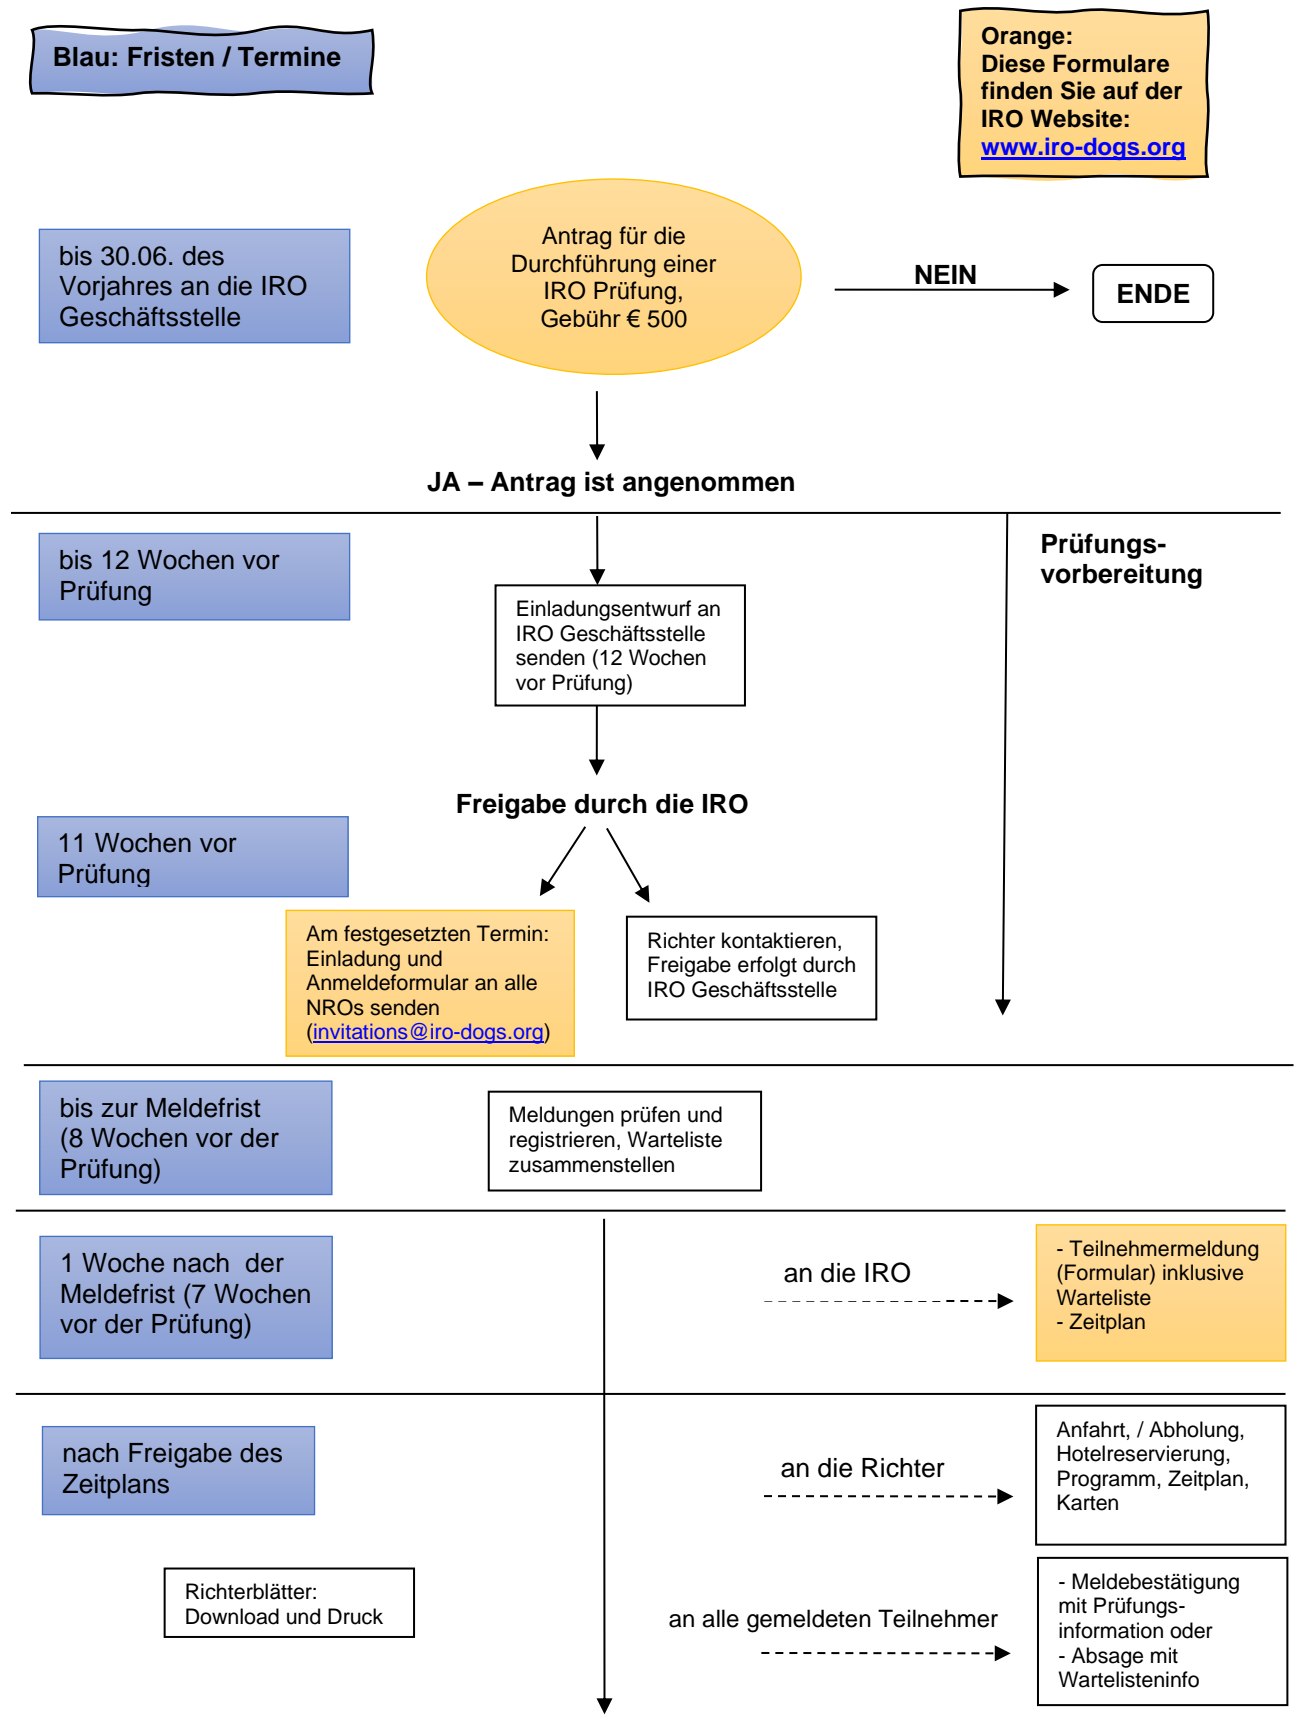 Blau: Fristen / Termine
Orange:
Diese Formulare
finden Sie auf der
IRO Website:
www.iro-dogs.org
bis 30.06. des
Vorjahres an die IRO
Geschäftsstelle
Antrag für die
Durchführung einer
IRO Prüfung,
Gebühr € 500
NEIN
ENDE
JA – Antrag ist angenommen
bis 12 Wochen vor
Prüfung
Prüfungs-
vorbereitung
Einladungsentwurf an
IRO Geschäftsstelle
senden (12 Wochen
vor Prüfung)
Freigabe durch die IRO
11 Wochen vor
Prüfung
Am festgesetzten Termin:
Einladung und
Anmeldeformular an alle
NROs senden
(invitations@iro-dogs.org)
Richter kontaktieren,
Freigabe erfolgt durch
IRO Geschäftsstelle
bis zur Meldefrist
(8 Wochen vor der
Prüfung)
Meldungen prüfen und
registrieren, Warteliste
zusammenstellen
1 Woche nach  der
Meldefrist (7 Wochen
vor der Prüfung)
an die IRO
- Teilnehmermeldung
(Formular) inklusive
Warteliste
- Zeitplan
nach Freigabe des
Zeitplans
an die Richter
Anfahrt, / Abholung,
Hotelreservierung,
Programm, Zeitplan,
Karten
Richterblätter:
Download und Druck
an alle gemeldeten Teilnehmer
- Meldebestätigung
mit Prüfungs-
information oder
- Absage mit
Wartelisteninfo